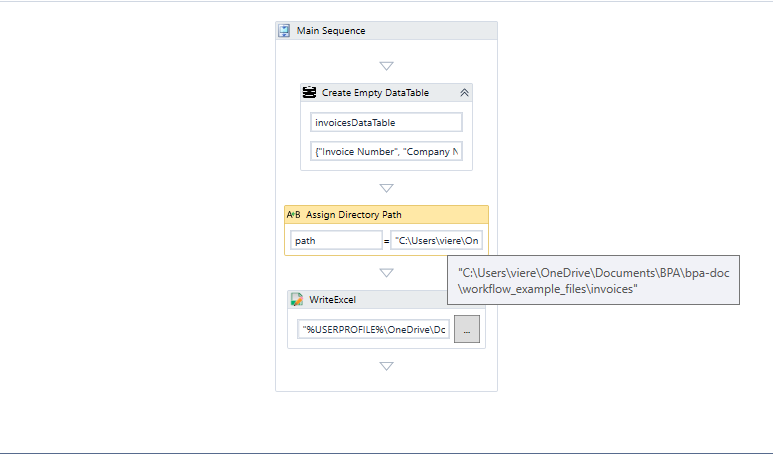 Main Sequence
Create Empty DataTable
invoicesDataTable
{"Invoice Number", "Company N
A*B Assign Directory Path
path = "C:\Users\viere\On
"C:\Users\viere\OneDrive\Documents\BPA\bpa-doc
\workflow_example_files\invoices"
WriteExcel
"%USERPROFILE%\OneDrive\Dc ...